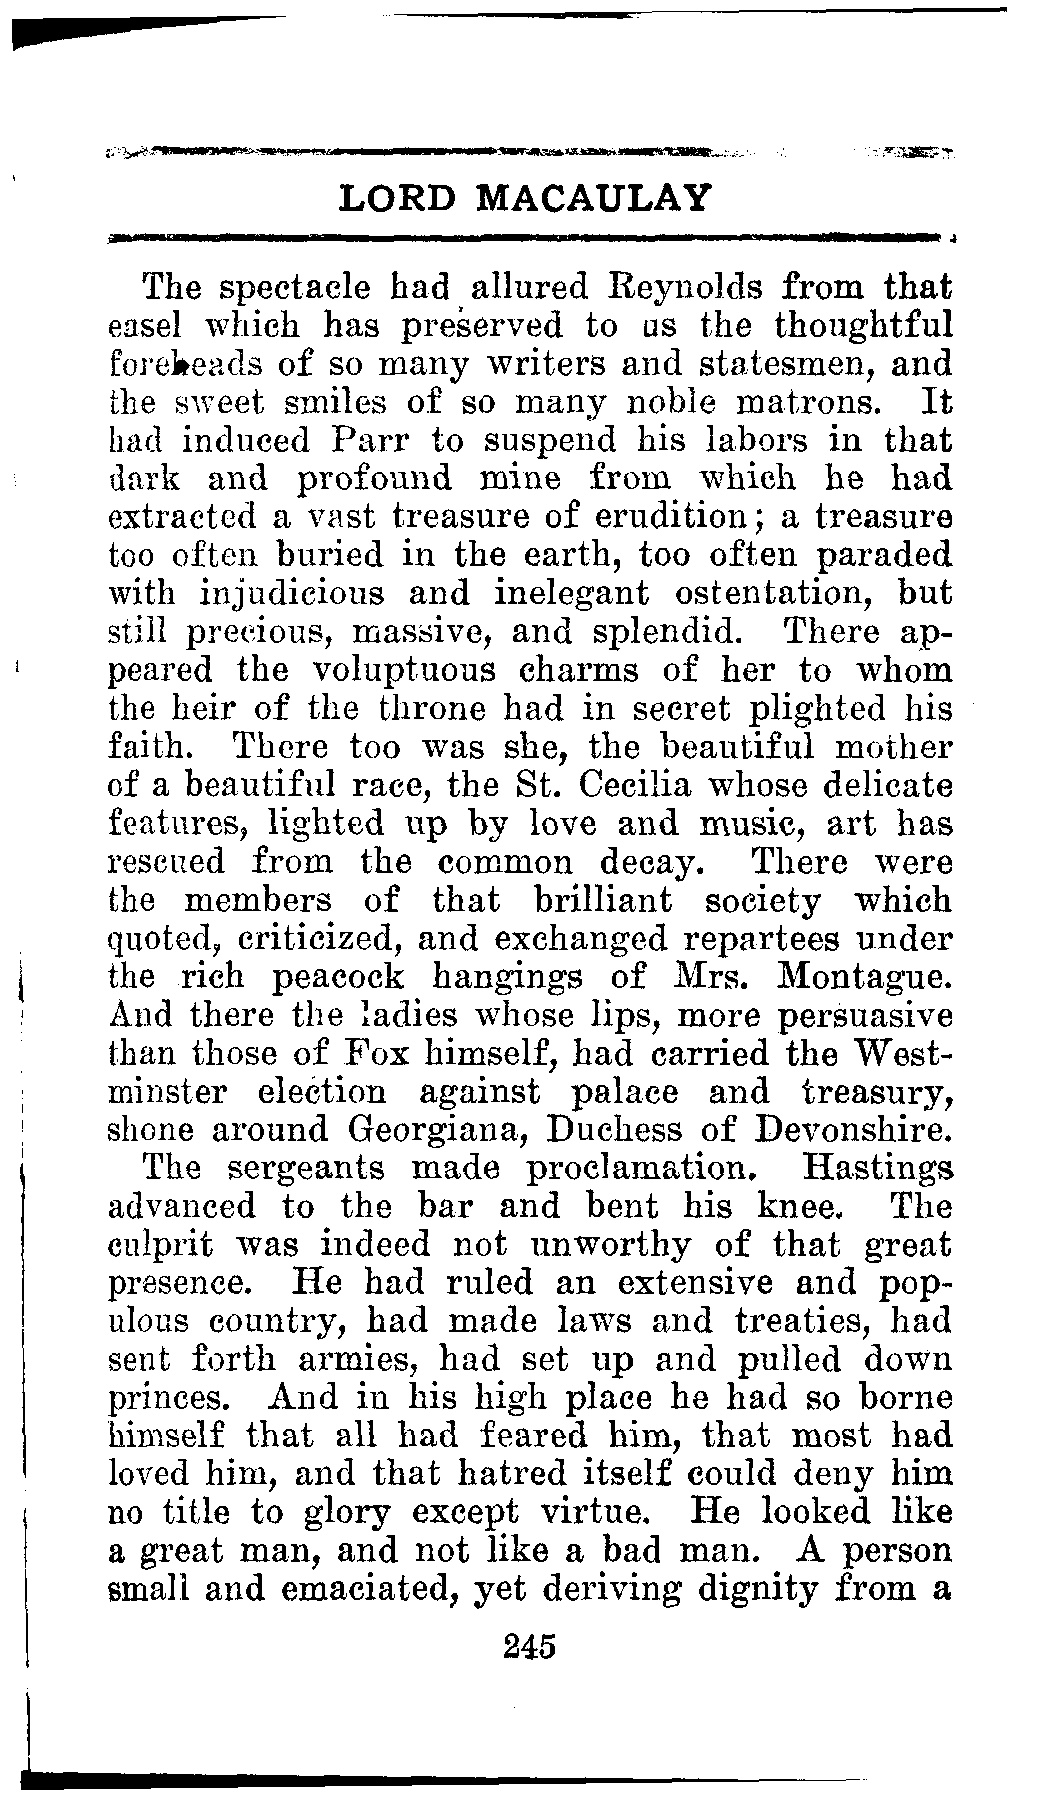 LORD MACAULAY
The spectacle had allured Reynolds from that
easel which has preserved to us the thoughtful
foreheads of so many writers and statesmen, and
the sweet smiles of so many noble matrons. It
had induced Parr to suspend his labors in that
dark and profound mine from which he had
extracted a vast treasure of erudition; a treasure
too often buried in the earth, too often paraded
with injudicious and inelegant ostentation, but
still precious, massive, and splendid. There ap-
peared the voluptuous charms of her to whom
the heir of the throne had in secret plighted his
faith. There too was she, the beautiful mother
of a beautiful race, the St. Cecilia whose delicate
features, lighted up by love and music, art has
rescued from the common decay. There were
the members of that brilliant society which
quoted, criticized, and exchanged repartees under
the rich peacock hangings of Mrs. Montague.
And there the ladies whose lips, more persuasive
than those of Fox himself, had carried the West-
minster election against palace and treasury,
shone around Georgiana, Duchess of Devonshire.
The sergeants made proclamation. Hastings
advanced to the bar and bent his knee. The
culprit was indeed not unworthy of that great
presence. He had ruled an extensive and pop-
ulous country, had made laws and treaties, had
sent forth armies, had set up and pulled down
princes. And in his high place he had so borne
himself that all had feared him, that most had
loved him, and that hatred itself could deny him
no title to glory except virtue. He looked like
a great man, and not like a bad man. A person
small and emaciated, yet deriving dignity from a
245